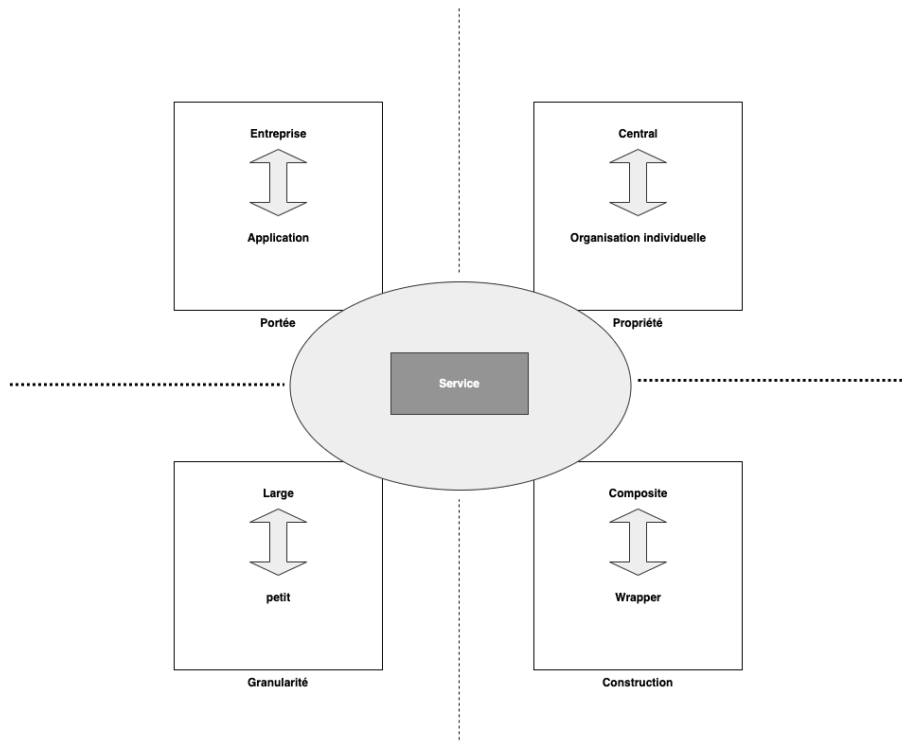 Entreprise
Application
Portée
Central
Organisation individuelle
Propriété
Service
Large
petit
Granularité
Composite
Wrapper
Construction